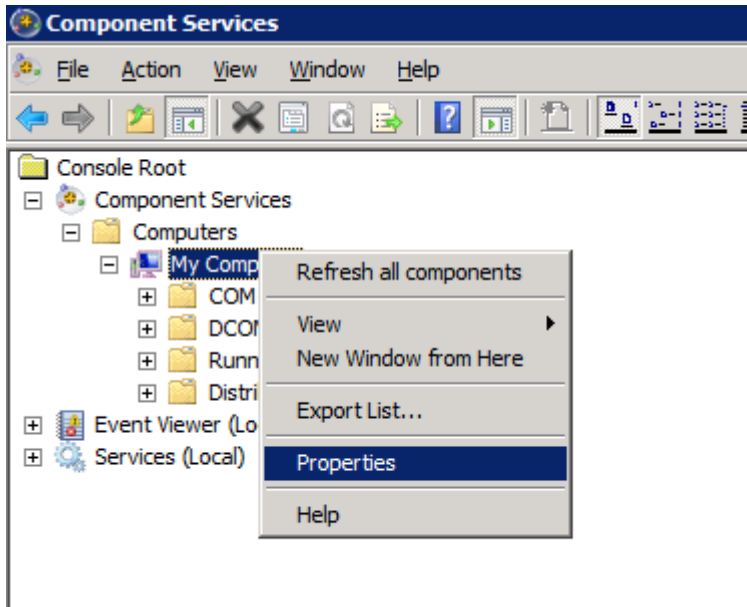 Component Services
File Action View Window Help
Console Root
Component Services
Computers
My Comp
COM
DCOM
Runn
Distri
Event Viewer (Lo
Services (Local)
Refresh all components
View
New Window from Here
Export List...
Properties
Help